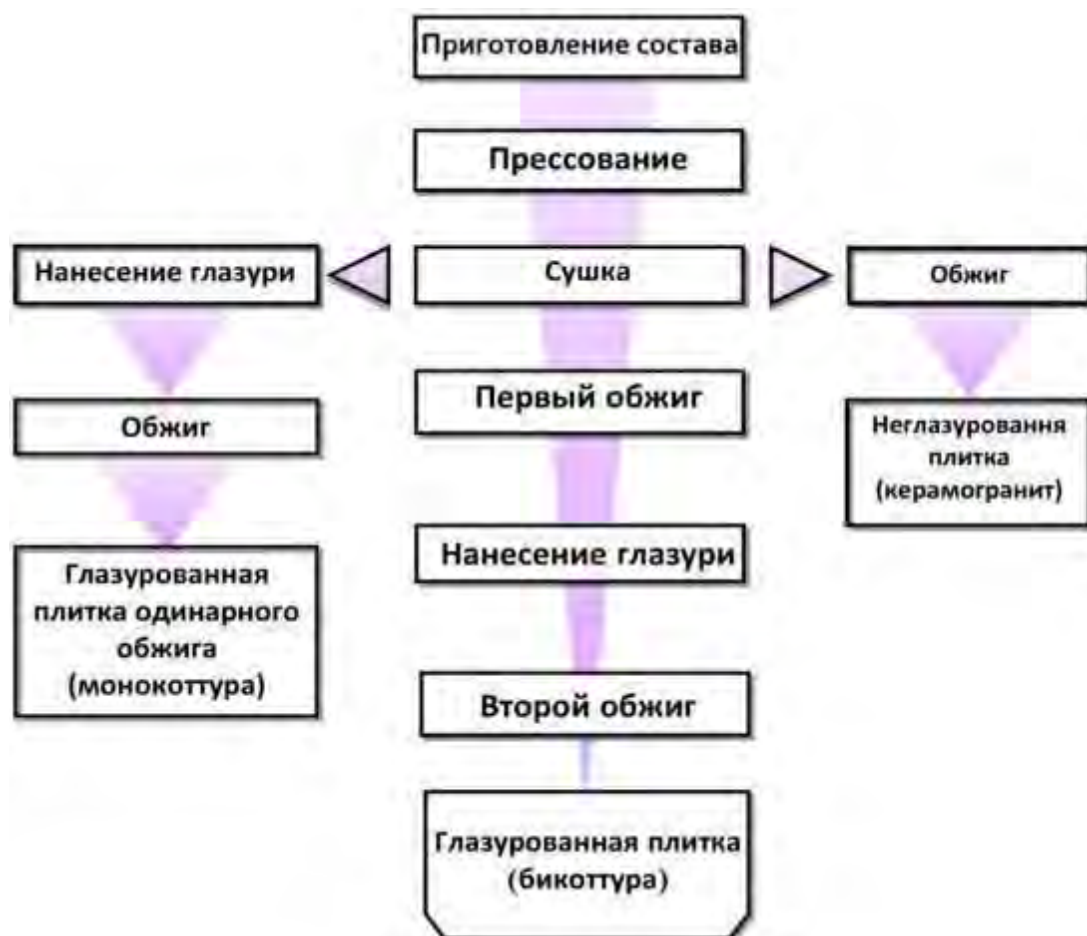 Приготовление состава
Прессование
Нанесение глазури
Сушка
Обжиг
Первый обжиг
Обжиг
Неглазуровання
плитка
(керамогранит)
Нанесение глазури
Глазурованная
плитка одинарного
обжига
(монокоттура)
Второй обжиг
Глазурованная плитка
(бикоттура)